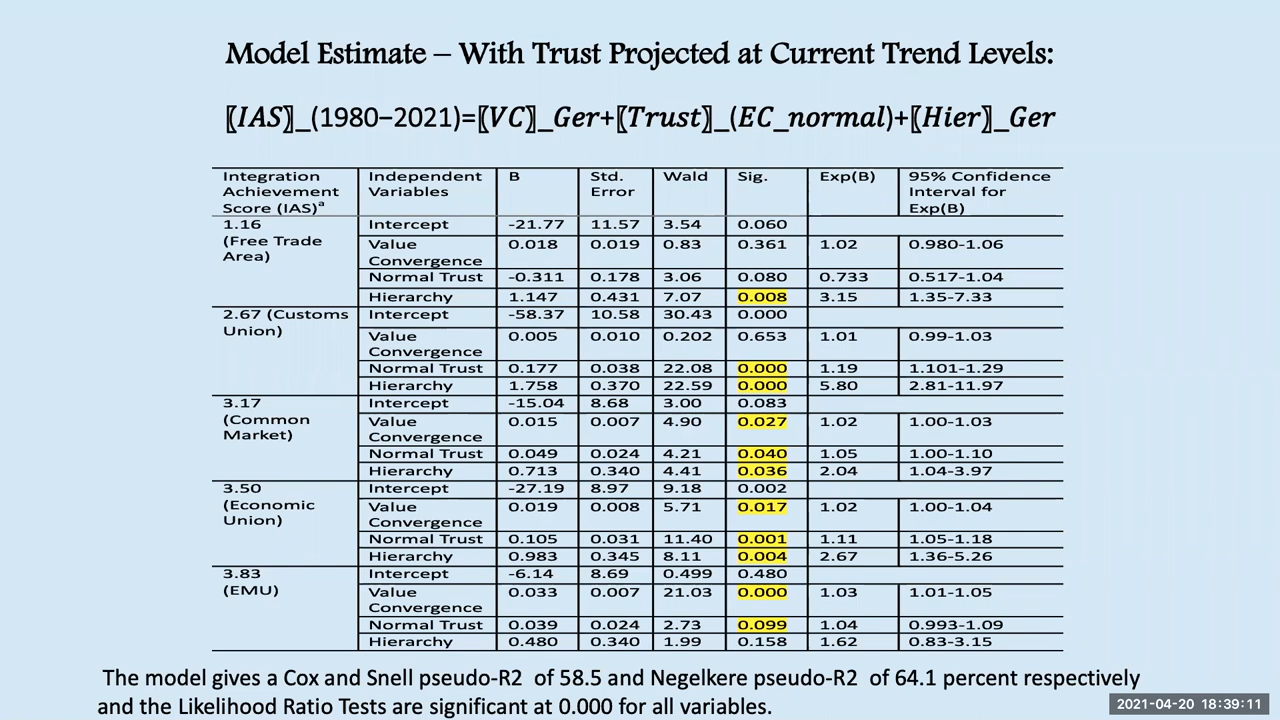 Model Estimate – With Trust Projected at Current Trend Levels:
〖IAS〗_(1980−2021)=〖VC〗_Ger+〖Trust〗_(EC_normal)+〖Hier〗_Ger
Integration Achievement Score (IAS)ª Independent Variables B Std. Error Wald Sig. Exp(B) 95% Confidence Interval for Exp(B)
1.16 (Free Trade Area) Intercept -21.77 11.57 3.54 0.060
Value Convergence 0.018 0.019 0.83 0.361 1.02 0.980-1.06
Normal Trust -0.311 0.178 3.06 0.080 0.733 0.517-1.04
Hierarchy 1.147 0.431 7.07 0.008 3.15 1.35-7.33
2.67 (Customs Union) Intercept -58.37 10.58 30.43 0.000
Value Convergence 0.005 0.010 0.202 0.653 1.01 0.99-1.03
Normal Trust 0.177 0.038 22.08 0.000 1.19 1.101-1.29
Hierarchy 1.758 0.370 22.59 0.000 5.80 2.81-11.97
3.17 (Common Market) Intercept -15.04 8.68 3.00 0.083
Value Convergence 0.015 0.007 4.90 0.027 1.02 1.00-1.03
Normal Trust 0.049 0.024 4.21 0.040 1.05 1.00-1.10
Hierarchy 0.713 0.340 4.41 0.036 2.04 1.04-3.97
3.50 (Economic Union) Intercept -27.19 8.97 9.18 0.002
Value Convergence 0.019 0.008 5.71 0.017 1.02 1.00-1.04
Normal Trust 0.105 0.031 11.40 0.001 1.11 1.05-1.18
Hierarchy 0.983 0.345 8.11 0.004 2.67 1.36-5.26
3.83 (EMU) Intercept -6.14 8.69 0.499 0.480
Value Convergence 0.033 0.007 21.03 0.000 1.03 1.01-1.05
Normal Trust 0.039 0.024 2.73 0.099 1.04 0.993-1.09
Hierarchy 0.480 0.340 1.99 0.158 1.62 0.83-3.15
The model gives a Cox and Snell pseudo-R2 of 58.5 and Negelkere pseudo-R2 of 64.1 percent respectively
and the Likelihood Ratio Tests are significant at 0.000 for all variables.
2021-04-20 18:39:11